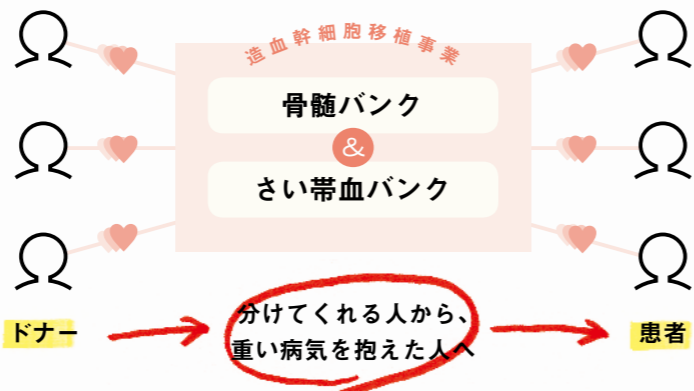 造血幹細胞移植事業
骨髄バンク
&
さい帯血バンク
分けてくれる人から、
ドナー
患者
重い病気を抱えた人へ